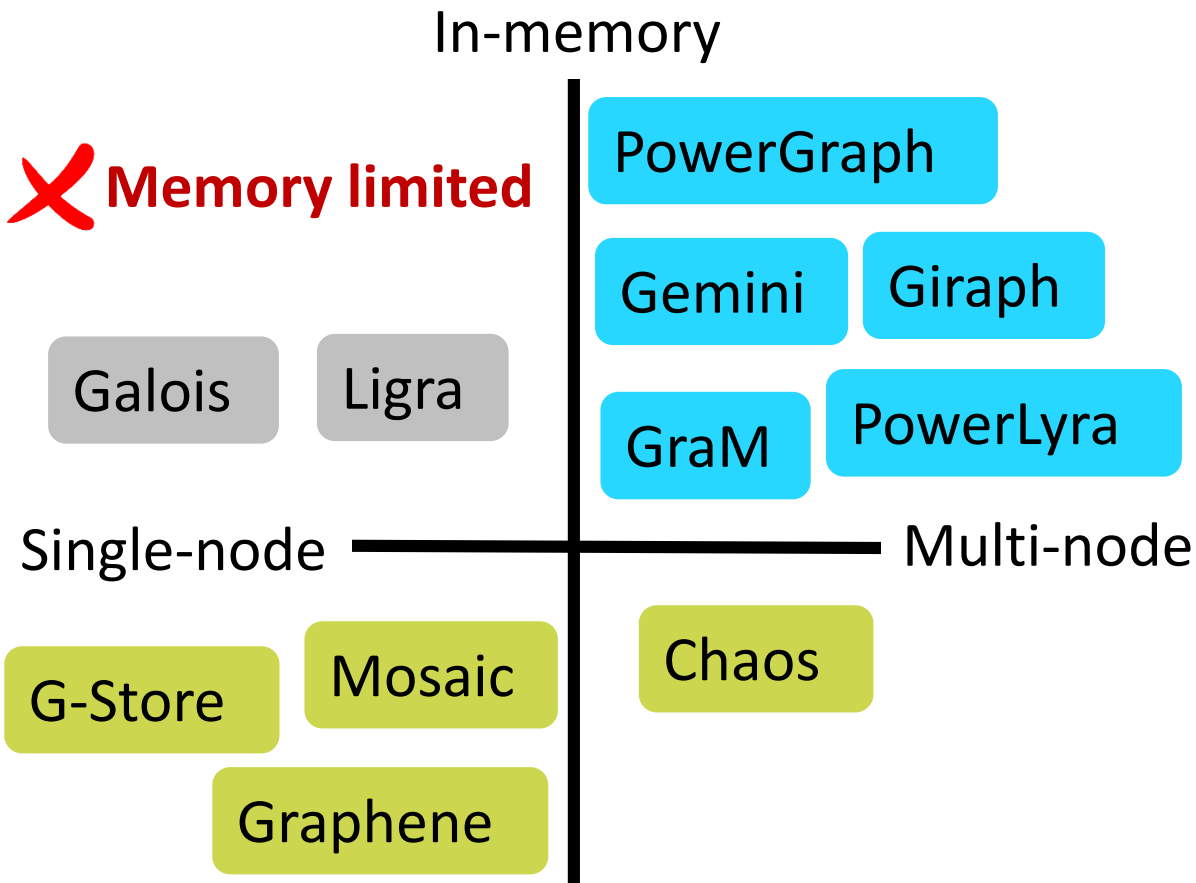 In-memory
Memory limited
PowerGraph
Gemini
Giraph
Galois
Ligra
GraM
PowerLyra
Single-node
Multi-node
G-Store
Mosaic
Chaos
Graphene